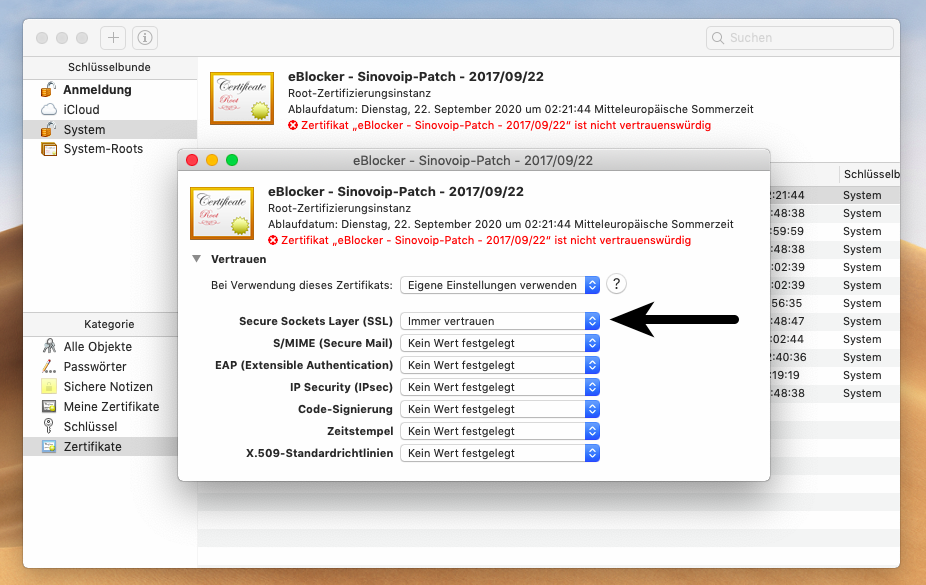 Suchen
Schlüsselbunde
Anmeldung
iCloud
System
System-Roots
Certificate
Root
eBlocker - Sinovoip-Patch - 2017/09/22
Root-Zertifizierungsinstanz
Ablaufdatum: Dienstag, 22. September 2020 um 02:21:44 Mitteleuropäische Sommerzeit
Zertifikat „eBlocker - Sinovoip-Patch - 2017/09/22“ ist nicht vertrauenswürdig
eBlocker - Sinovoip-Patch - 2017/09/22
Certificate
Root
eBlocker - Sinovoip-Patch - 2017/09/22
Root-Zertifizierungsinstanz
Ablaufdatum: Dienstag, 22. September 2020 um 02:21:44 Mitteleuropäische Sommerzeit
Zertifikat „eBlocker - Sinovoip-Patch - 2017/09/22“ ist nicht vertrauenswürdig
Vertrauen
Bei Verwendung dieses Zertifikats: Eigene Einstellungen verwenden ?
Secure Sockets Layer (SSL) Immer vertrauen
S/MIME (Secure Mail) Kein Wert festgelegt
EAP (Extensible Authentication) Kein Wert festgelegt
IP Security (IPsec) Kein Wert festgelegt
Code-Signierung Kein Wert festgelegt
Zeitstempel Kein Wert festgelegt
X.509-Standardrichtlinien Kein Wert festgelegt
Schlüsselb
:21:44 System
:48:38 System
:59:59 System
:48:38 System
:02:39 System
:02:39 System
:56:35 System
:48:47 System
:02:44 System
:40:36 System
:19:19 System
:48:38 System
Kategorie
Alle Objekte
Passwörter
Sichere Notizen
Meine Zertifikate
Schlüssel
Zertifikate